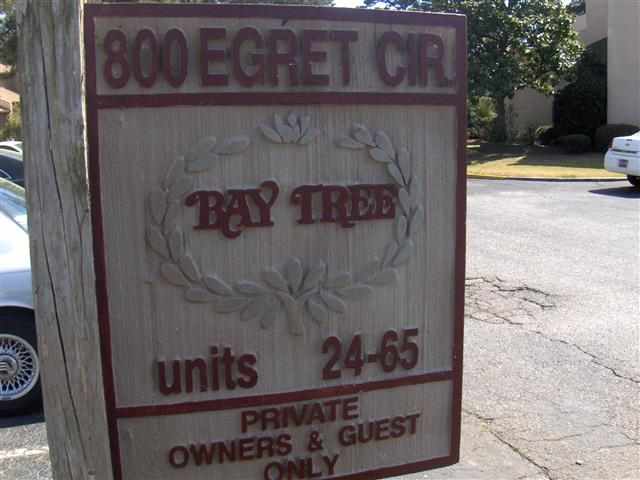 800 EGRET CIR.
BAY TREE
units 24-65
PRIVATE
OWNERS & GUEST
ONLY